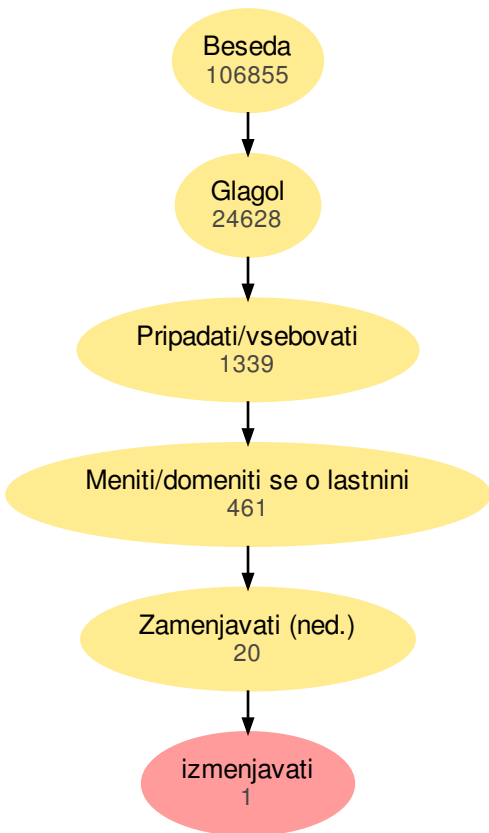 Beseda
106855
Glagol
24628
Pripadati/vsebovati
1339
Meniti/domeniti se o lastnini
461
Zamenjavati (ned.)
20
izmenjavati
1